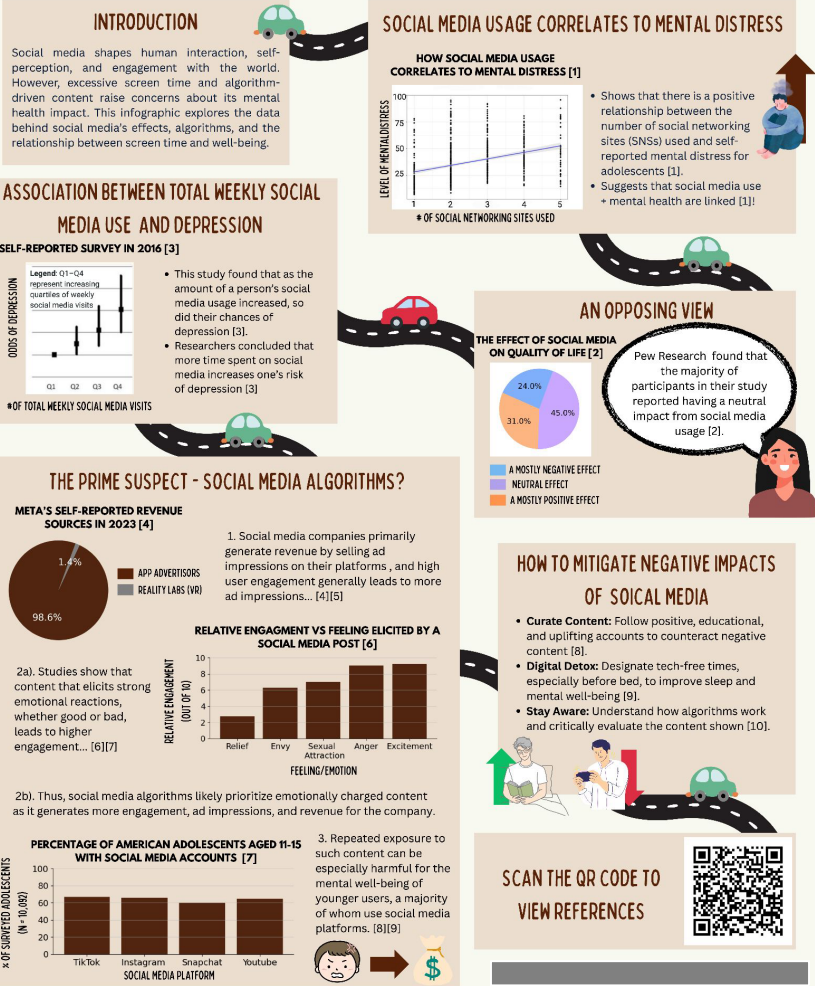 INTRODUCTION
Social media shapes human interaction, self-
perception, and engagement with the world.
However, excessive screen time and algorithm-
driven content raise concerns about its mental
health impact. This infographic explores the data
behind social media's effects, algorithms, and the
relationship between screen time and well-being.
SOCIAL MEDIA USAGE CORRELATES TO MENTAL DISTRESS
HOW SOCIAL MEDIA USAGE
CORRELATES TO MENTAL DISTRESS [1]
LEVEL OF MENTALDISTRESS
100
75
50
25
1 2 3 4 5
# OF SOCIAL NETWORKING SITES USED
• Shows that there is a positive
relationship between the
number of social networking
sites (SNSs) used and self-
reported mental distress for
adolescents [1].
• Suggests that social media use
+ mental health are linked [1]!
ASSOCIATION BETWEEN TOTAL WEEKLY SOCIAL
MEDIA USE AND DEPRESSION
SELF-REPORTED SURVEY IN 2016 [3]
ODDS OF DEPRESSION
Legend: Q1–Q4
represent increasing
quartiles of weekly
social media visits
Q1 Q2 Q3 Q4
#OF TOTAL WEEKLY SOCIAL MEDIA VISITS
• This study found that as the
amount of a person's social
media usage increased, so
did their chances of
depression [3].
• Researchers concluded that
more time spent on social
media increases one's risk
of depression [3]
AN OPPOSING VIEW
THE EFFECT OF SOCIAL MEDIA
ON QUALITY OF LIFE [2]
24.0%
45.0%
31.0%
A MOSTLY NEGATIVE EFFECT
NEUTRAL EFFECT
A MOSTLY POSITIVE EFFECT
Pew Research found that
the majority of
participants in their study
reported having a neutral
impact from social media
usage [2].
THE PRIME SUSPECT - SOCIAL MEDIA ALGORITHMS?
META'S SELF-REPORTED REVENUE
SOURCES IN 2023 [4]
1.4%
98.6%
APP ADVERTISORS
REALITY LABS (VR)
1. Social media companies primarily
generate revenue by selling ad
impressions on their platforms , and high
user engagement generally leads to more
ad impressions... [4][5]
2a). Studies show that
content that elicits strong
emotional reactions,
whether good or bad,
leads to higher
engagement... [6][7]
RELATIVE ENGAGMENT VS FEELING ELICITED BY A
SOCIAL MEDIA POST [6]
RELATIVE ENGAGEMENT
(OUT OF 10)
10
8
6
4
2
0
Relief Envy Sexual Attraction Anger Excitement
FEELING/EMOTION
2b). Thus, social media algorithms likely prioritize emotionally charged content
as it generates more engagement, ad impressions, and revenue for the company.
PERCENTAGE OF AMERICAN ADOLESCENTS AGED 11-15
WITH SOCIAL MEDIA ACCOUNTS [7]
% OF SURVEYED ADOLESCENTS
(N = 10,092)
100
80
60
40
20
0
TikTok Instagram Snapchat Youtube
SOCIAL MEDIA PLATFORM
3. Repeated exposure to
such content can be
especially harmful for the
mental well-being of
younger users, a majority
of whom use social media
platforms. [8][9]
$
HOW TO MITIGATE NEGATIVE IMPACTS
OF SOICAL MEDIA
• Curate Content: Follow positive, educational,
and uplifting accounts to counteract negative
content [8].
• Digital Detox: Designate tech-free times,
especially before bed, to improve sleep and
mental well-being [9].
• Stay Aware: Understand how algorithms work
and critically evaluate the content shown [10].
SCAN THE QR CODE TO
VIEW REFERENCES